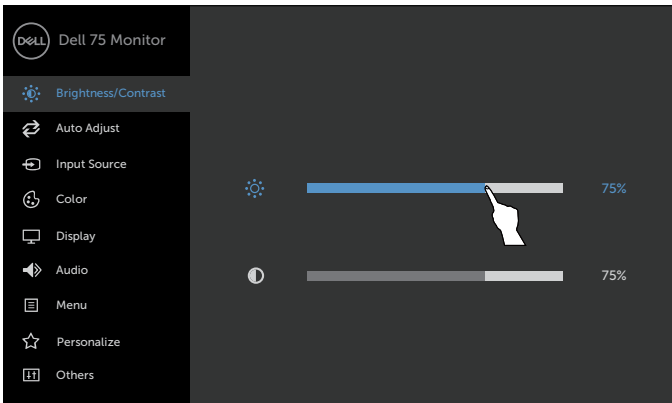 DELL Dell 75 Monitor
Brightness/Contrast
Auto Adjust
Input Source
Color
Display
Audio
Menu
Personalize
Others
75%
75%